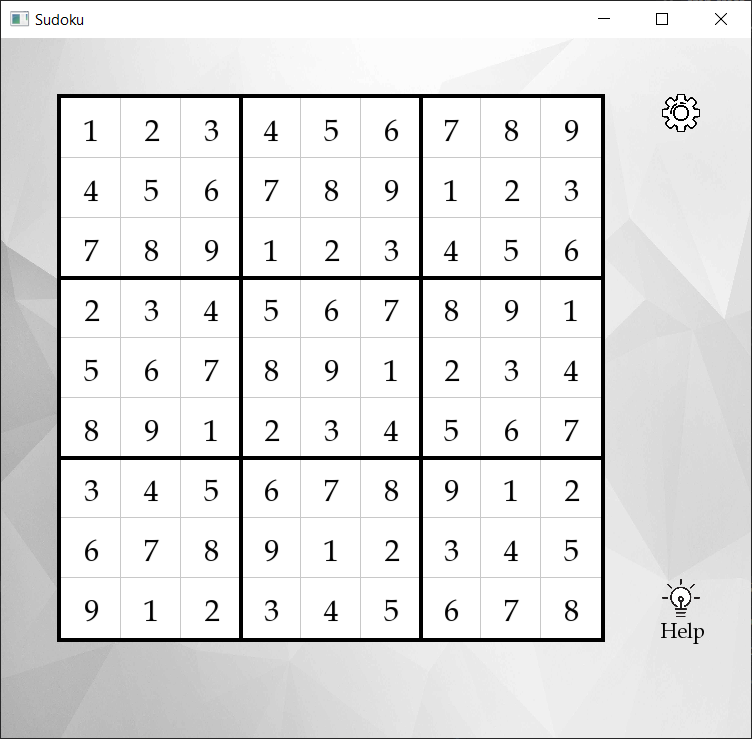 Sudoku
1 2 3 4 5 6 7 8 9
4 5 6 7 8 9 1 2 3
7 8 9 1 2 3 4 5 6
2 3 4 5 6 7 8 9 1
5 6 7 8 9 1 2 3 4
8 9 1 2 3 4 5 6 7
3 4 5 6 7 8 9 1 2
6 7 8 9 1 2 3 4 5
9 1 2 3 4 5 6 7 8
Help